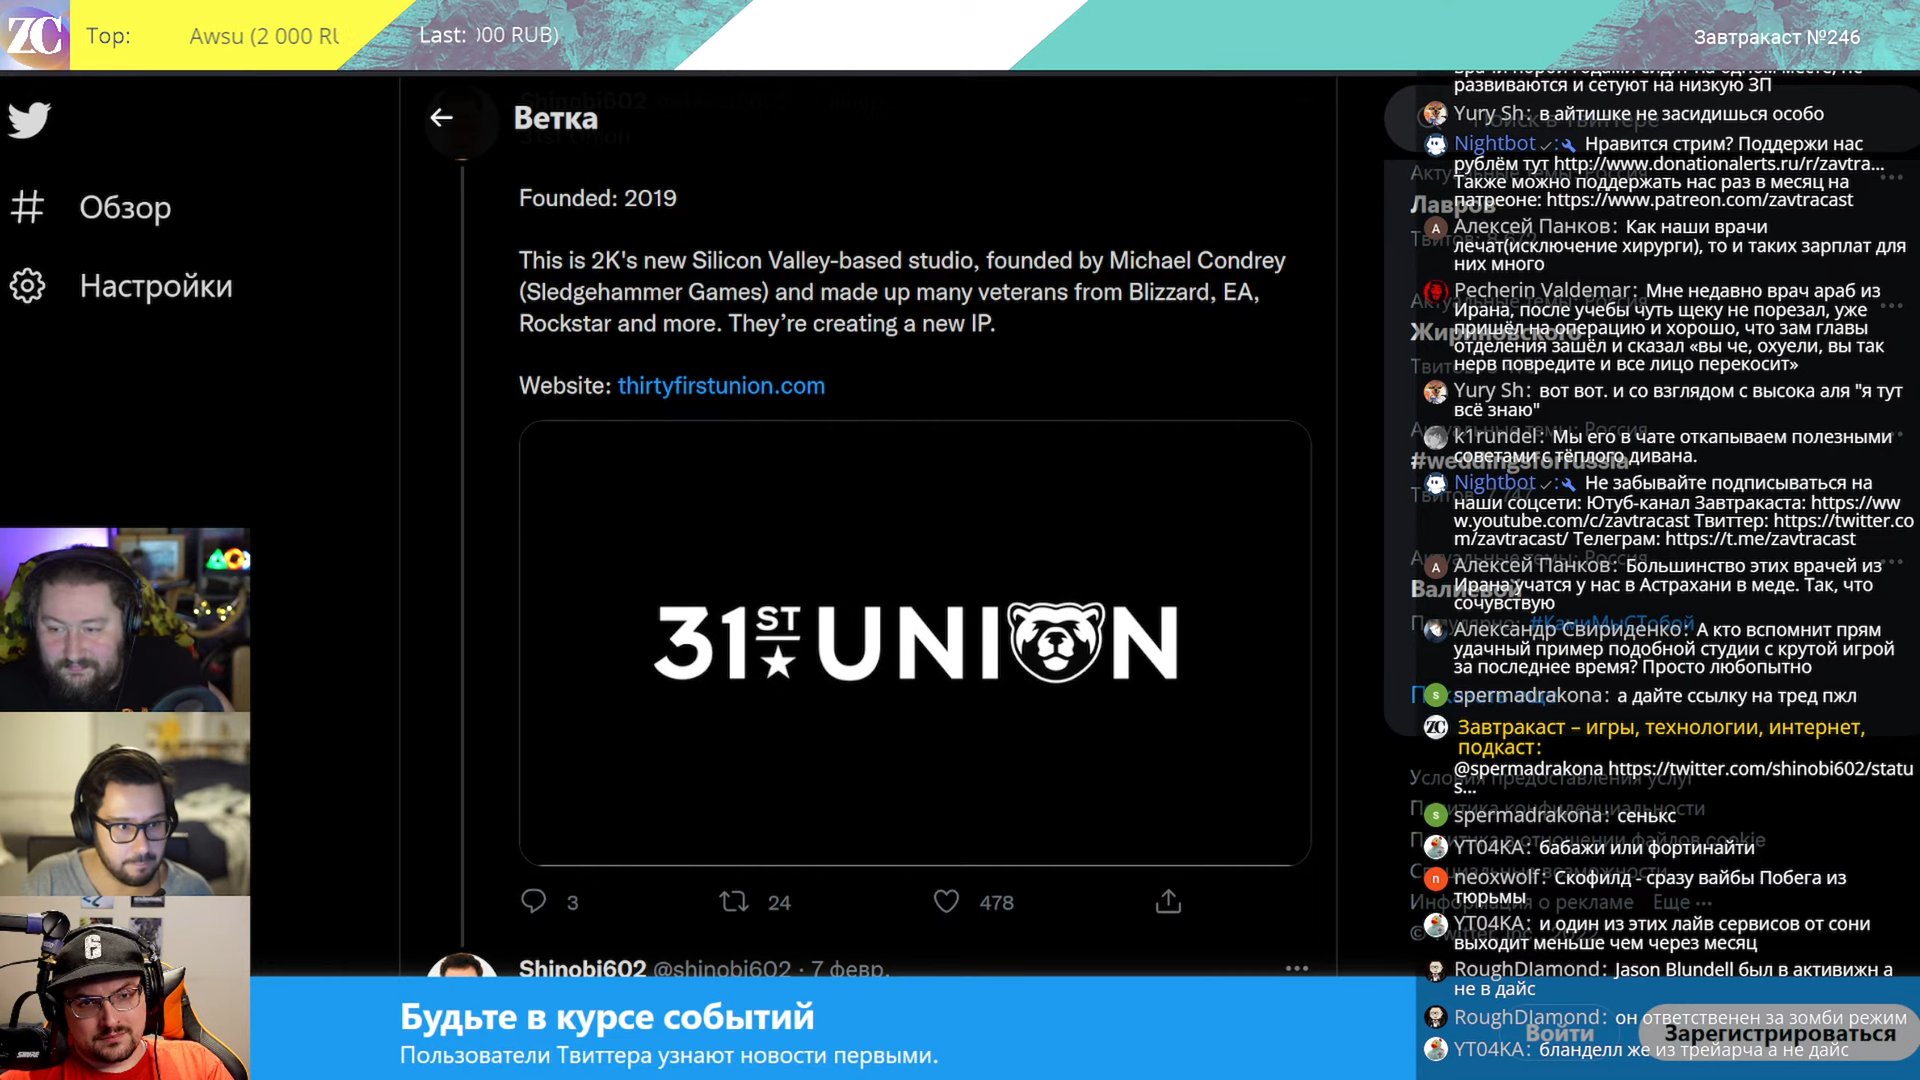 ZC
Top:
Awsu (2 000 RU
Last: 000 RUB)
Завтракаст №246
Ветка
Обзор
Настройки
Founded: 2019
This is 2K's new Silicon Valley-based studio, founded by Michael Condrey
(Sledgehammer Games) and made up many veterans from Blizzard, EA,
Rockstar and more. They're creating a new IP.
Website: thirtyfirstunion.com
31ST UNION
3
24
478
Shinobi602 @shinobi602 · 7 февр.
Будьте в курсе событий
Пользователи Твиттера узнают новости первыми.
развиваются и сетуют на низкую ЗП
Yury Sh: в айтишке не засидишься особо
Nightbot : Нравится стрим? Поддержи нас
рублём тут http://www.donationalerts.ru/r/zavtra...
Также можно поддержать нас раз в месяц на
патреоне: https://www.patreon.com/zavtracast
Лавров
Алексей Панков: Как наши врачи
лечат(исключение хирурги), то и таких зарплат для
них много
Pecherin Valdemar: Мне недавно врач араб из
Ирана, после учебы чуть щеку не порезал, уже
пришёл на операцию и хорошо, что зам главы
Жириновского
отделения зашёл и сказал «вы че, охуели, вы так
нерв повредите и все лицо перекосит»
Yury Sh: вот вот. и со взглядом с высока аля "я тут
всё знаю"
k1rundel: Мы его в чате откапываем полезными
советами с тёплого дивана.
#weddingsforrussia
Nightbot : Не забывайте подписываться на
наши соцсети: Ютуб-канал Завтракаста: https://ww
w.youtube.com/c/zavtracast Твиттер: https://twitter.co
m/zavtracast/ Телеграм: https://t.me/zavtracast
Алексей Панков: Большинство этих врачей из
Ирана учатся у нас в Астрахани в меде. Так, что
сочувствую
Валиевой
#КамиМыСТобой
Александр Свириденко: А кто вспомнит прям
удачный пример подобной студии с крутой игрой
за последнее время? Просто любопытно
spermadrakona: а дайте ссылку на тред пжл
Завтракаст – игры, технологии, интернет,
подкаст:
@spermadrakona https://twitter.com/shinobi602/statu
s...
Условия предоставления услуг
Политика конфиденциальности
spermadrakona: сенькс
Политика в отношении файлов cookie
YT04KA: бабажи или фортинайти
Специальные возможности
neoxwolf: Скофилд - сразу вайбы Побега из
тюрьмы
Информация о рекламе Еще ···
YT04KA: и один из этих лайв сервисов от сони
выходит меньше чем через месяц
RoughDIamond: Jason Blundell был в активижн а
не в дайс
RoughDIamond: он ответственен за зомби режим
Войти
Зарегистрироваться
YT04KA: бланделл же из трейарча а не дайс